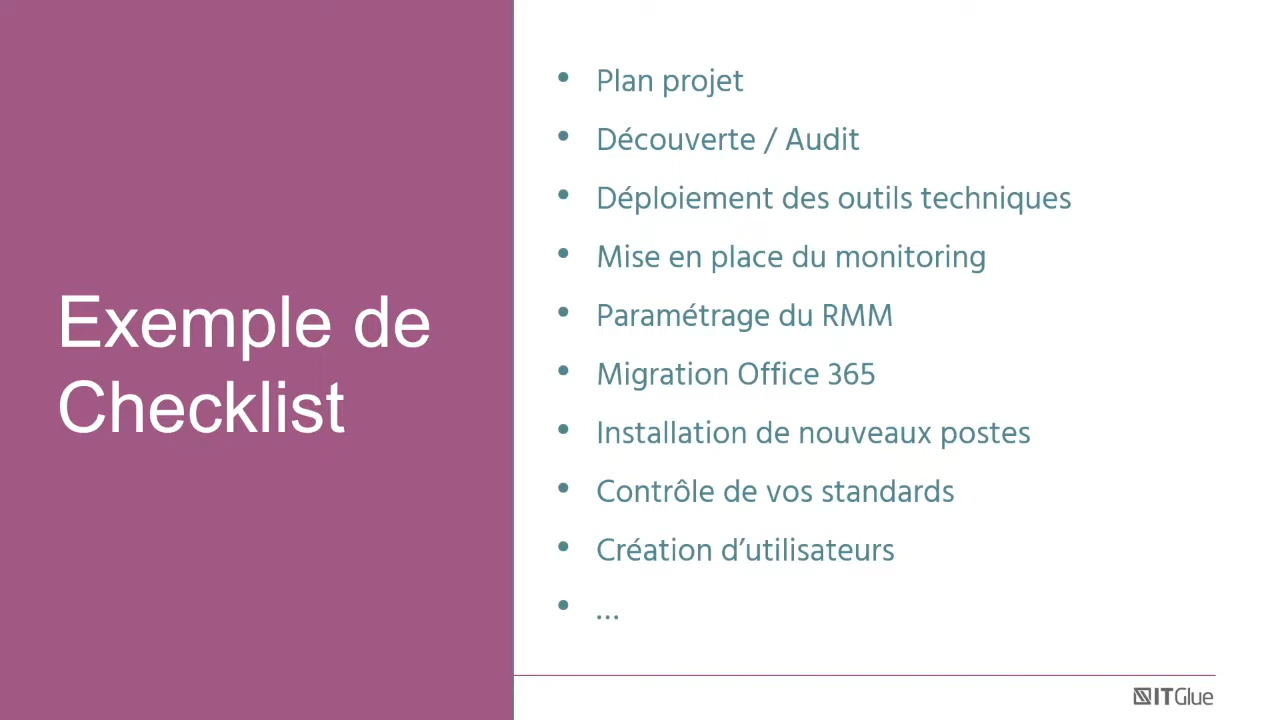 Exemple de
Checklist
• Plan projet
• Découverte / Audit
• Déploiement des outils techniques
• Mise en place du monitoring
• Paramétrage du RMM
• Migration Office 365
• Installation de nouveaux postes
• Contrôle de vos standards
• Création d’utilisateurs
• ...
ITGlue